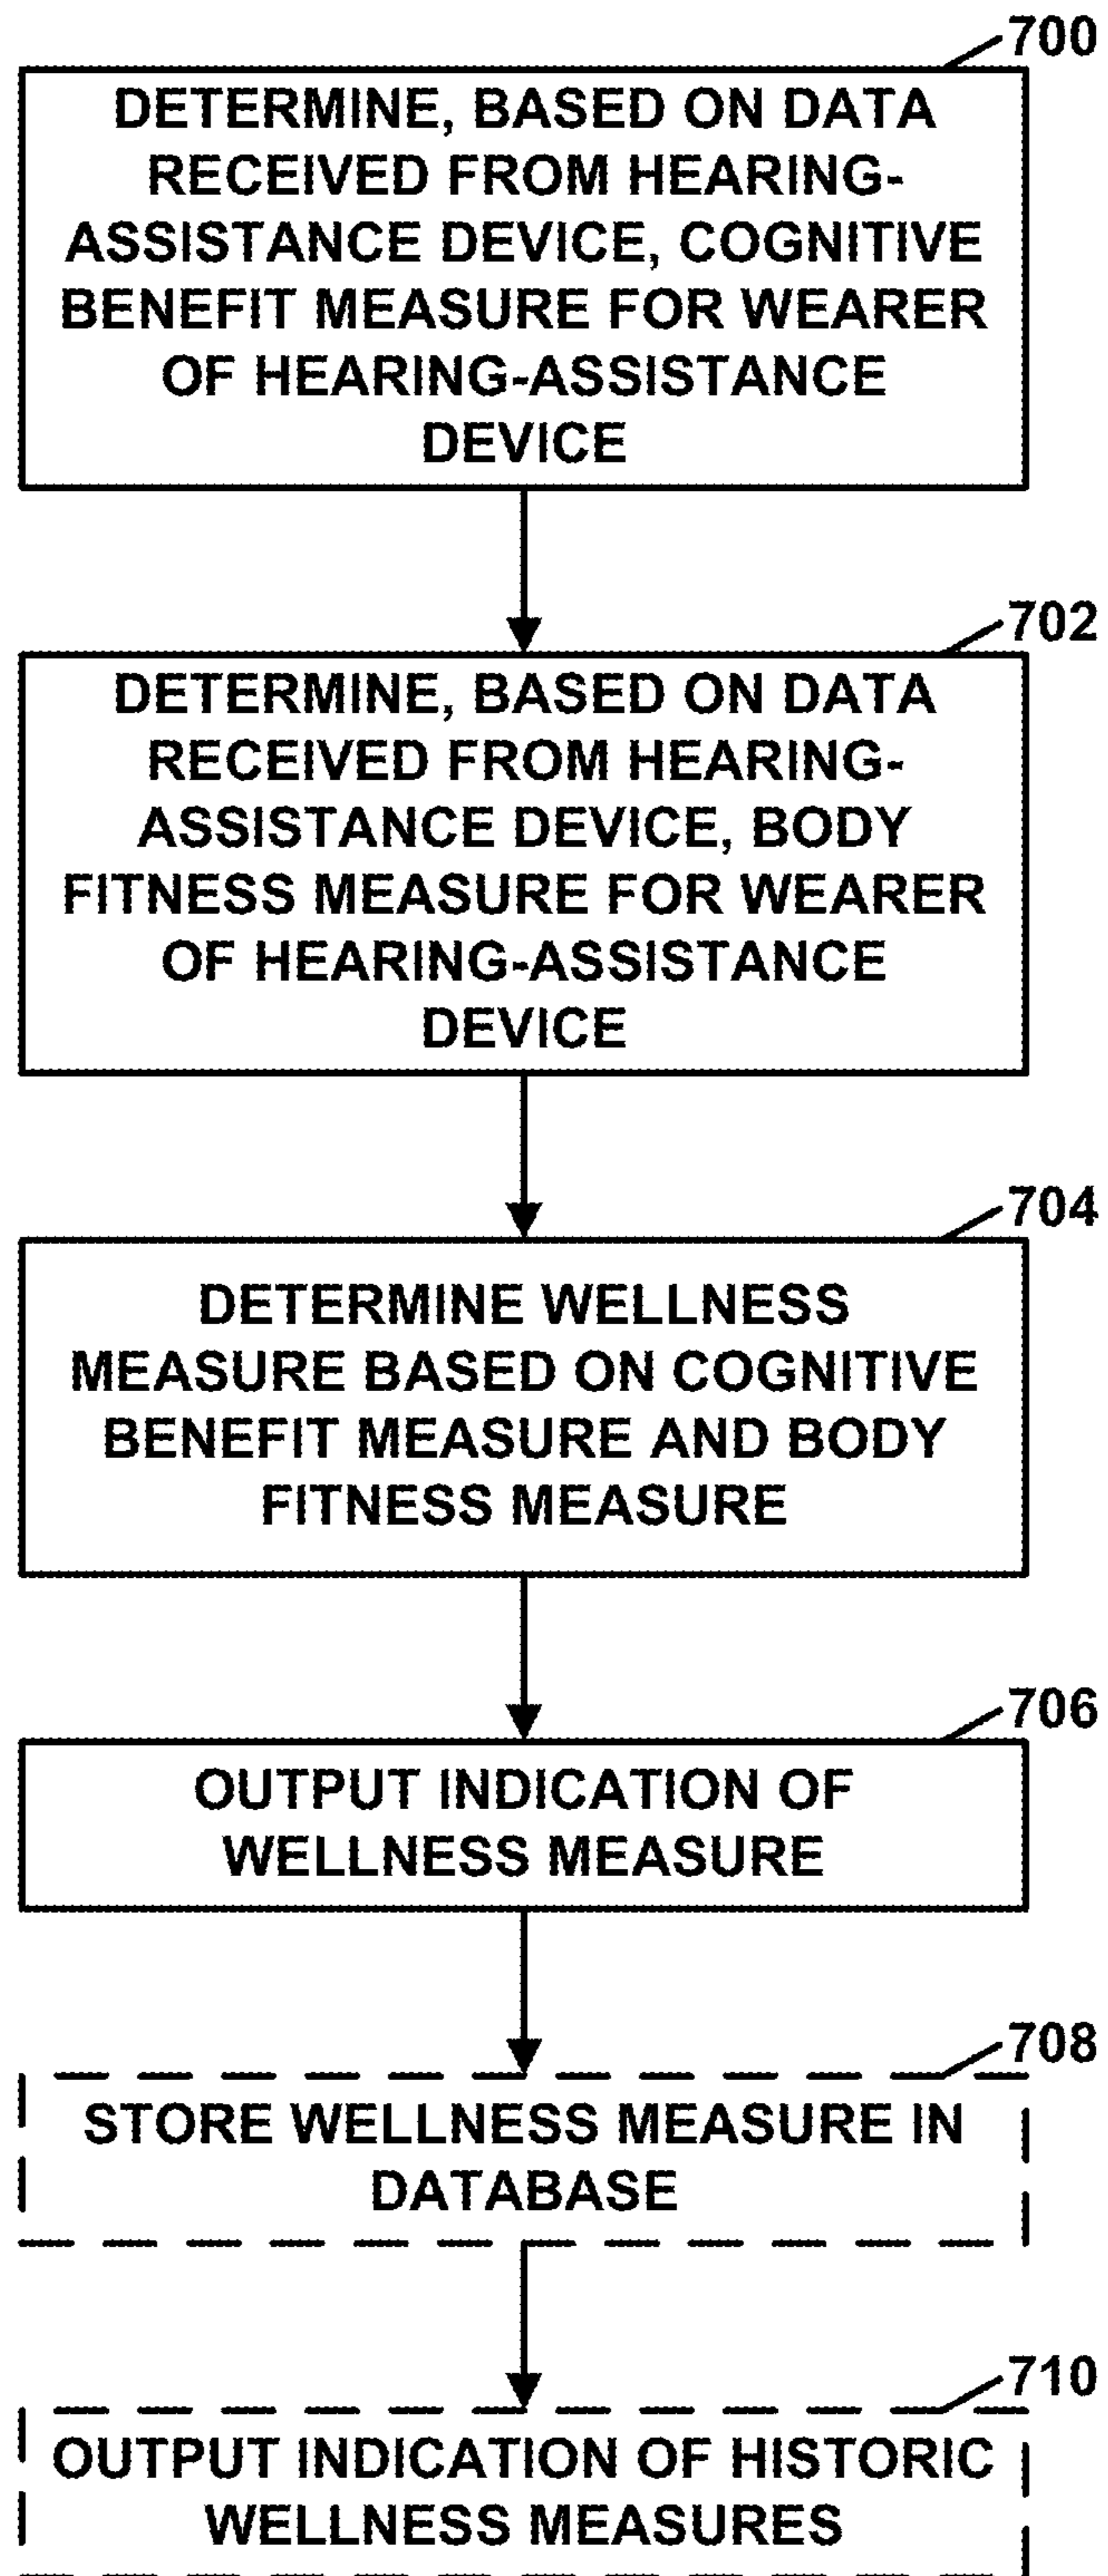 700
DETERMINE, BASED ON DATA
RECEIVED FROM HEARING-
ASSISTANCE DEVICE, COGNITIVE
BENEFIT MEASURE FOR WEARER
OF HEARING-ASSISTANCE
DEVICE
702
DETERMINE, BASED ON DATA
RECEIVED FROM HEARING-
ASSISTANCE DEVICE, BODY
FITNESS MEASURE FOR WEARER
OF HEARING-ASSISTANCE
DEVICE
704
DETERMINE WELLNESS
MEASURE BASED ON COGNITIVE
BENEFIT MEASURE AND BODY
FITNESS MEASURE
706
OUTPUT INDICATION OF
WELLNESS MEASURE
708
STORE WELLNESS MEASURE IN
DATABASE
710
OUTPUT INDICATION OF HISTORIC
WELLNESS MEASURES